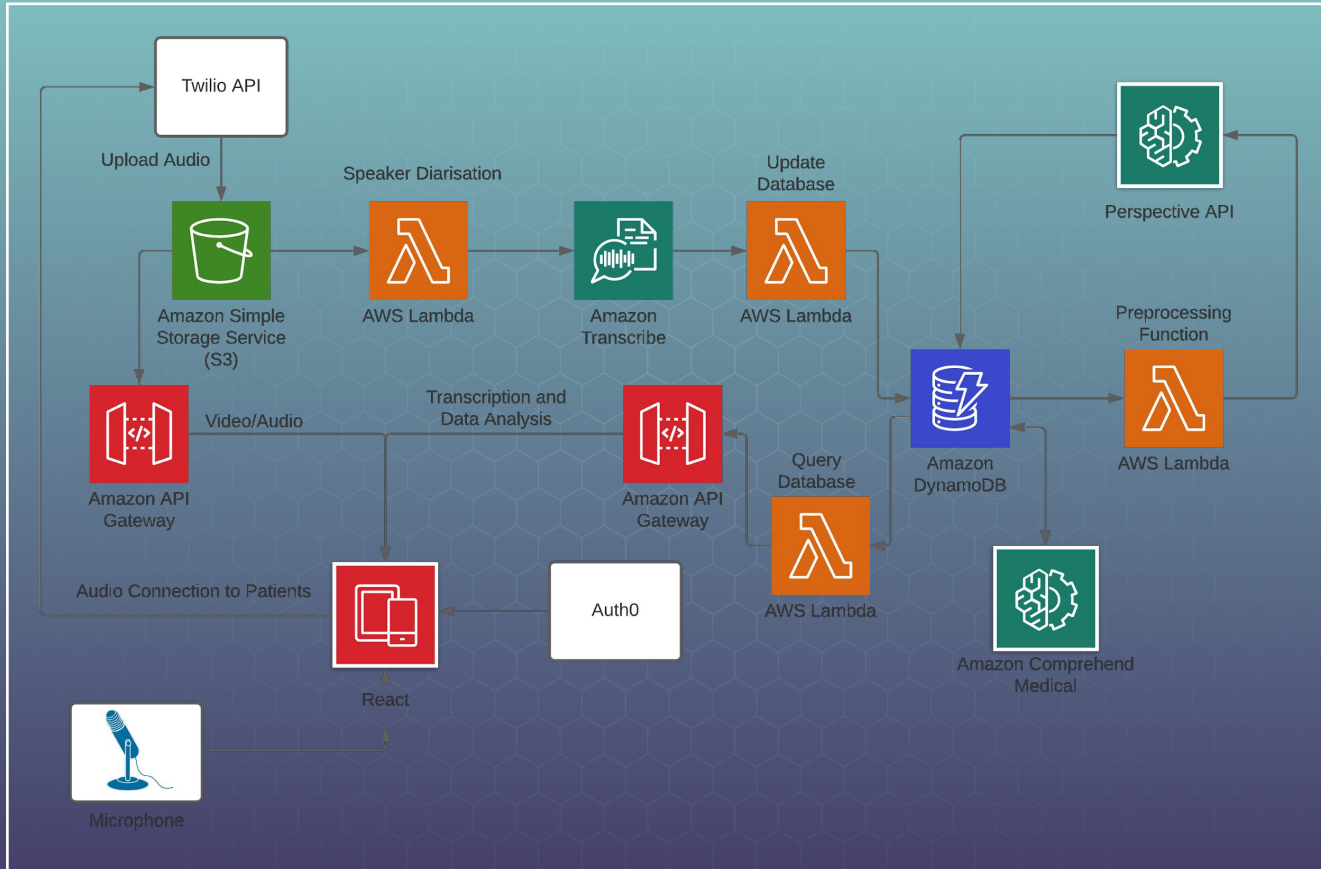 Twilio API
Upload Audio
Speaker Diarisation
Update
Database
Perspective API
Amazon Simple
Storage Service
(S3)
AWS Lambda
Amazon
Transcribe
AWS Lambda
Preprocessing
Function
Video/Audio
Transcription and
Data Analysis
Amazon API
Gateway
Amazon API
Gateway
Query
Database
Amazon
DynamoDB
AWS Lambda
Audio Connection to Patients
Auth0
AWS Lambda
Amazon Comprehend
Medical
React
Microphone